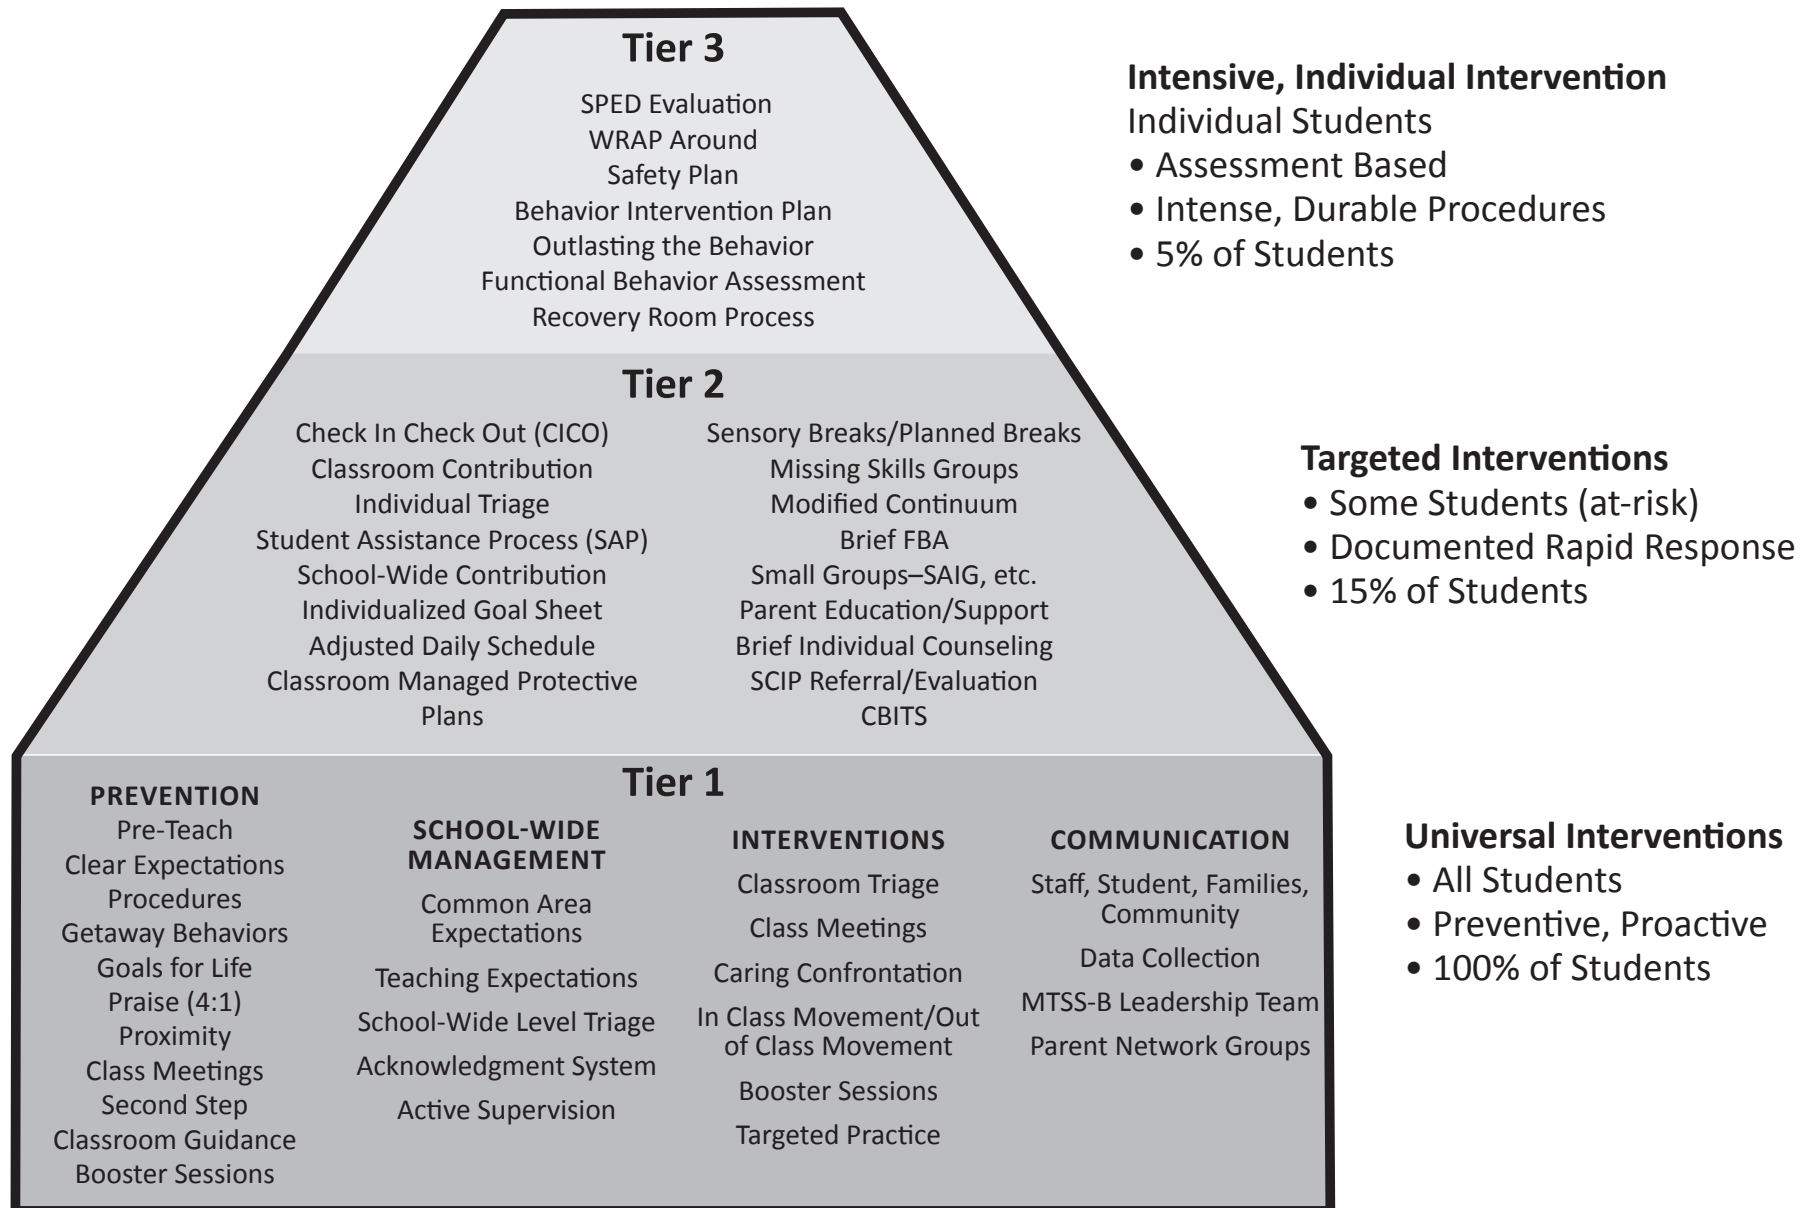 Tier 3
SPED Evaluation
WRAP Around
Safety Plan
Behavior Intervention Plan
Outlasting the Behavior
Functional Behavior Assessment
Recovery Room Process
Intensive, Individual Intervention
Individual Students
• Assessment Based
• Intense, Durable Procedures
• 5% of Students
Tier 2
Check In Check Out (CICO)
Classroom Contribution
Individual Triage
Student Assistance Process (SAP)
School-Wide Contribution
Individualized Goal Sheet
Adjusted Daily Schedule
Classroom Managed Protective
Plans
Sensory Breaks/Planned Breaks
Missing Skills Groups
Modified Continuum
Brief FBA
Small Groups–SAIG, etc.
Parent Education/Support
Brief Individual Counseling
SCIP Referral/Evaluation
CBITS
Targeted Interventions
• Some Students (at-risk)
• Documented Rapid Response
• 15% of Students
Tier 1
PREVENTION
Pre-Teach
Clear Expectations
Procedures
Getaway Behaviors
Goals for Life
Praise (4:1)
Proximity
Class Meetings
Second Step
Classroom Guidance
Booster Sessions
SCHOOL-WIDE
MANAGEMENT
Common Area
Expectations
Teaching Expectations
School-Wide Level Triage
Acknowledgment System
Active Supervision
INTERVENTIONS
Classroom Triage
Class Meetings
Caring Confrontation
In Class Movement/Out
of Class Movement
Booster Sessions
Targeted Practice
COMMUNICATION
Staff, Student, Families,
Community
Data Collection
MTSS-B Leadership Team
Parent Network Groups
Universal Interventions
• All Students
• Preventive, Proactive
• 100% of Students